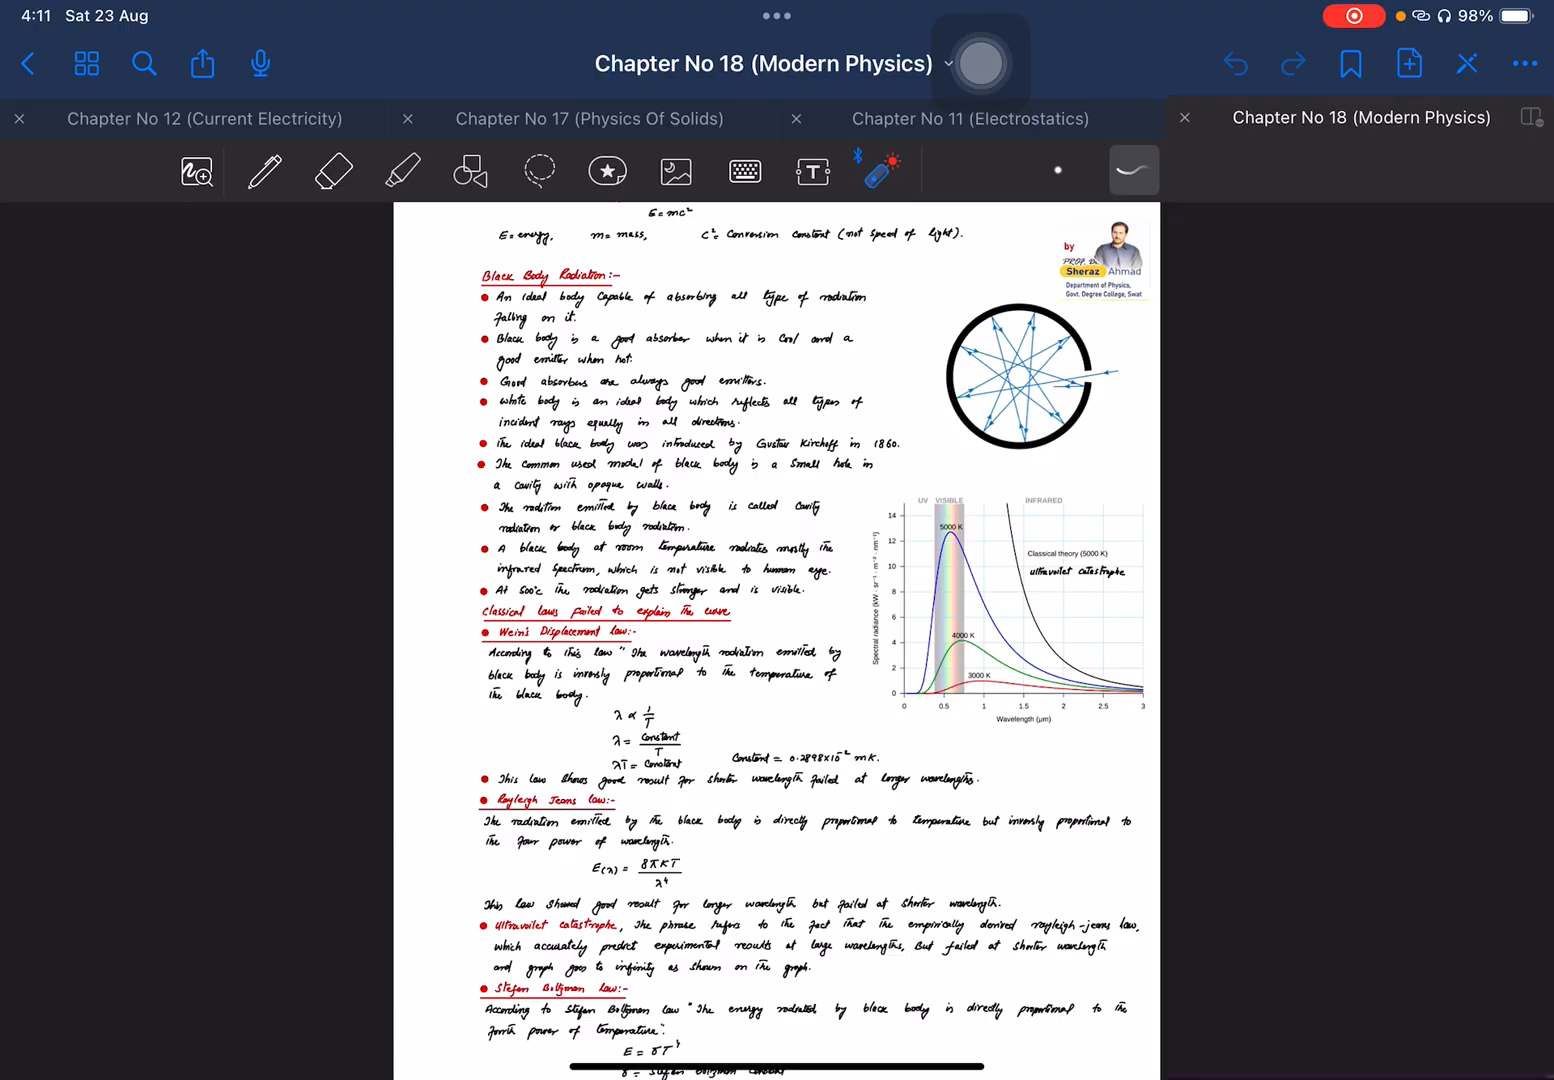 4:11 Sat 23 Aug
98%
Chapter No 18 (Modern Physics)
Chapter No 12 (Current Electricity)
Chapter No 17 (Physics Of Solids)
Chapter No 11 (Electrostatics)
Chapter No 18 (Modern Physics)
E = mc²
E = energy, m = mass, C² = Conversion Constant (not speed of light).
by
PROF. D.
Sheraz Ahmad
Department of Physics,
Govt. Degree College, Swat
Black Body Radiation:-
An ideal body Capable of absorbing all type of radiation
falling on it.
Black body is a good absorber when it is Cool and a
good emitter when hot.
Good absorbers are always good emitters.
White body is an ideal body which reflects all types of
incident rays equally in all directions.
The ideal black body was introduced by Gustav Kirchoff in 1860.
The Common used model of black body is a Small hole in
a cavity with opaque walls.
The radition emitted by black body is called Cavity
radiation or black body radiation.
A black body at room temperature radiates mostly the
infrared Spectrum, which is not visible to human eye.
At 500°C the radiation gets stronger and is visible.
UV VISIBLE INFRARED
Spectral radiance (kW · sr⁻¹ · m⁻² · nm⁻¹)
14
12
10
8
6
4
2
0
5000 K
4000 K
3000 K
Classical theory (5000 K)
ultravoilet catastrophe
0 0.5 1 1.5 2 2.5 3
Wavelength (μm)
Classical laws failed to explain the curve
Wein's Displacement law:-
According to this law "The wavelength radiation emitted by
black body is inversly proportional to the temperature of
the black body.
λ ∝ 1/T
λ = Constant/T
λT = Constant
Constant = 0.2898×10⁻² mK.
This law Shows good result for shorter wavelength failed at longer wavelengths.
Rayleigh Jeans law:-
The radiation emitted by the black body is directly proportional to temperature but inversly proportional to
the four power of wavelength.
E(λ) = 8πKT/λ⁴
This law Showed good result for longer wavelength but failed at Shorter wavelength.
Ultravoilet catastrophe, The phrase refers to the fact that the empirically derived rayleigh-jeans law,
which accurately predict experimental results at large wavelengths, But failed at shorter wavelength
and graph goes to infinity as shown on the graph.
Stefen Boltzman law:-
According to Stefen Boltzman law "The energy radiated by black body is directly proportional to the
fourth power of temperature".
E = σT⁴
σ = Stefen Boltzman Constant